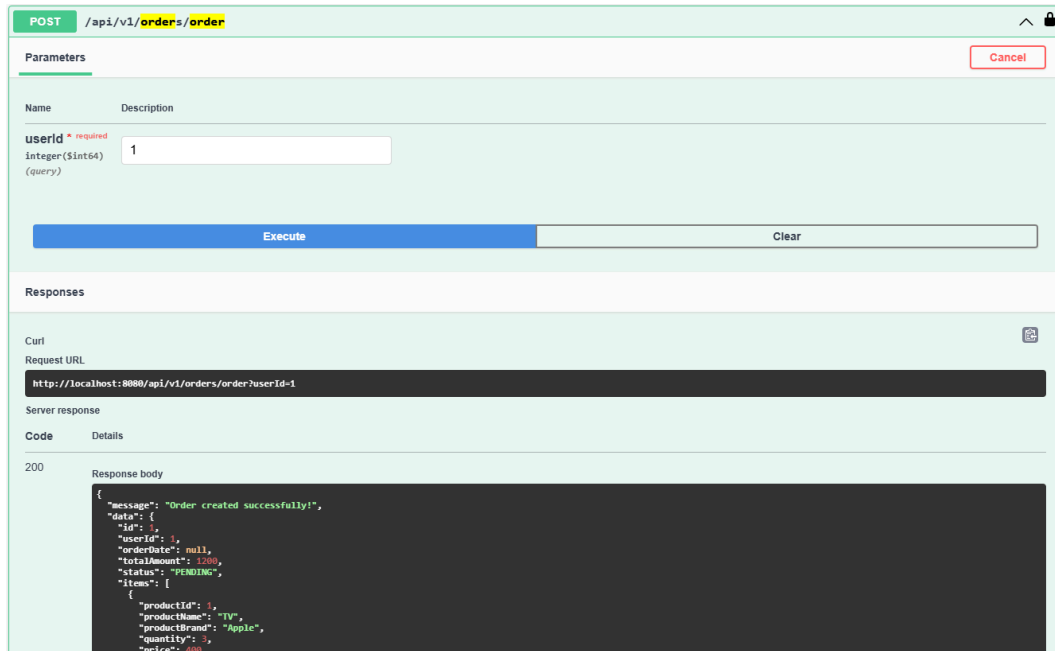 POST /api/v1/orders/order
Parameters
Cancel
Name Description
userId * required
integer($int64)
(query)
1
Execute Clear
Responses
Curl
Request URL
http://localhost:8080/api/v1/orders/order?userId=1
Server response
Code Details
200
Response body
{
"message": "Order created successfully!",
"data": {
"id": 1,
"userId": 1,
"orderDate": null,
"totalAmount": 1200,
"status": "PENDING",
"items": [
{
"productId": 1,
"productName": "TV",
"productBrand": "Apple",
"quantity": 3,
"price": 400